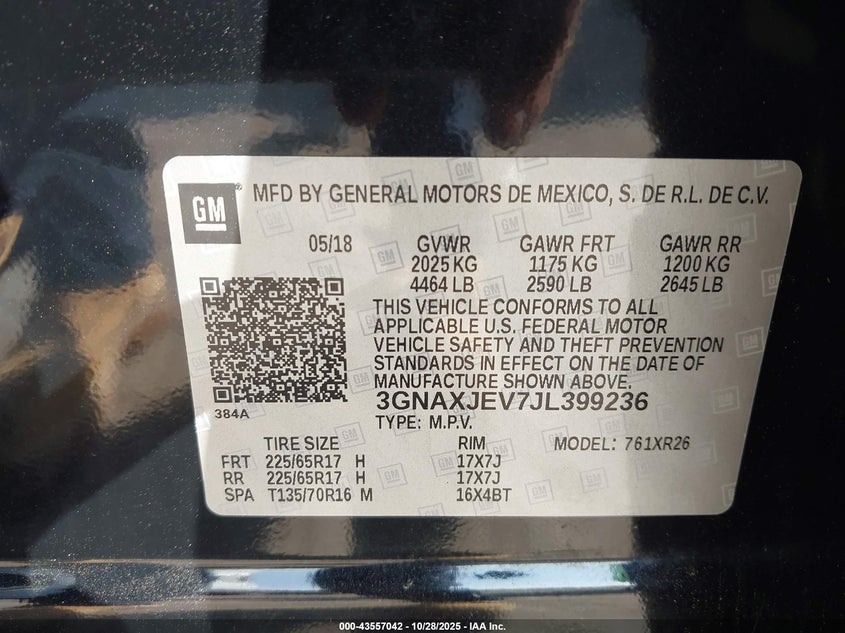 GM ® MFD BY GENERAL MOTORS DE MEXICO, S. DE R.L. DE C.V.
05/18 GVWR GAWR FRT GAWR RR
2025 KG 1175 KG 1200 KG
4464 LB 2590 LB 2645 LB
THIS VEHICLE CONFORMS TO ALL
APPLICABLE U.S. FEDERAL MOTOR
VEHICLE SAFETY AND THEFT PREVENTION
STANDARDS IN EFFECT ON THE DATE OF
MANUFACTURE SHOWN ABOVE.
3GNAXJEV7JL399236
384A
TYPE: M.P.V.
TIRE SIZE RIM MODEL: 761XR26
FRT 225/65R17 H 17X7J
RR 225/65R17 H 17X7J
SPA T135/70R16 M 16X4BT
000-43557042 - 10/28/2025 - IAA Inc.